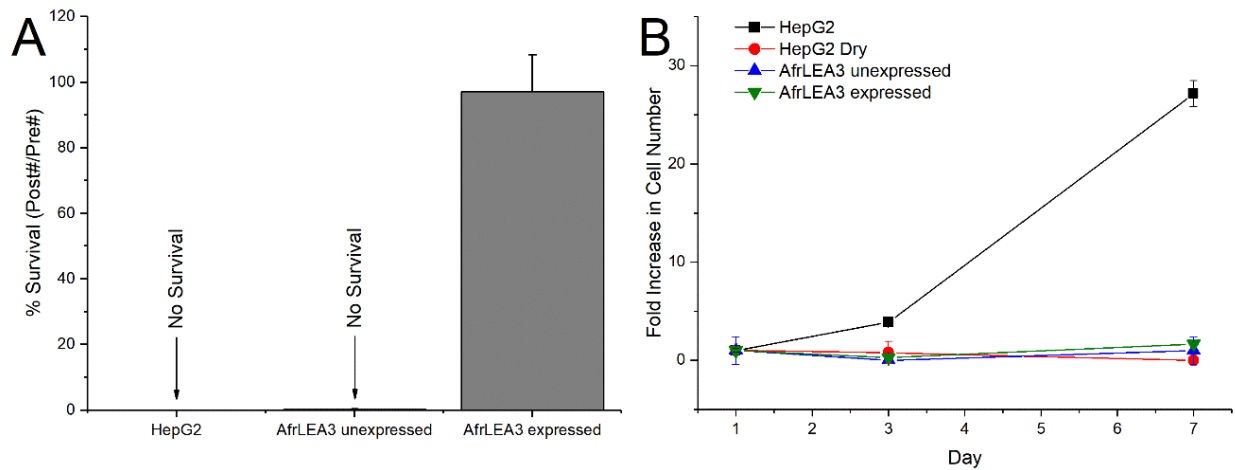 A
% Survival (Post#/Pre#)
120
100
80
60
40
20
0
No Survival
No Survival
HepG2
AfrLEA3 unexpressed
AfrLEA3 expressed
B
HepG2
HepG2 Dry
AfrLEA3 unexpressed
AfrLEA3 expressed
Fold Increase in Cell Number
30
20
10
0
1
2
3
4
5
6
7
Day